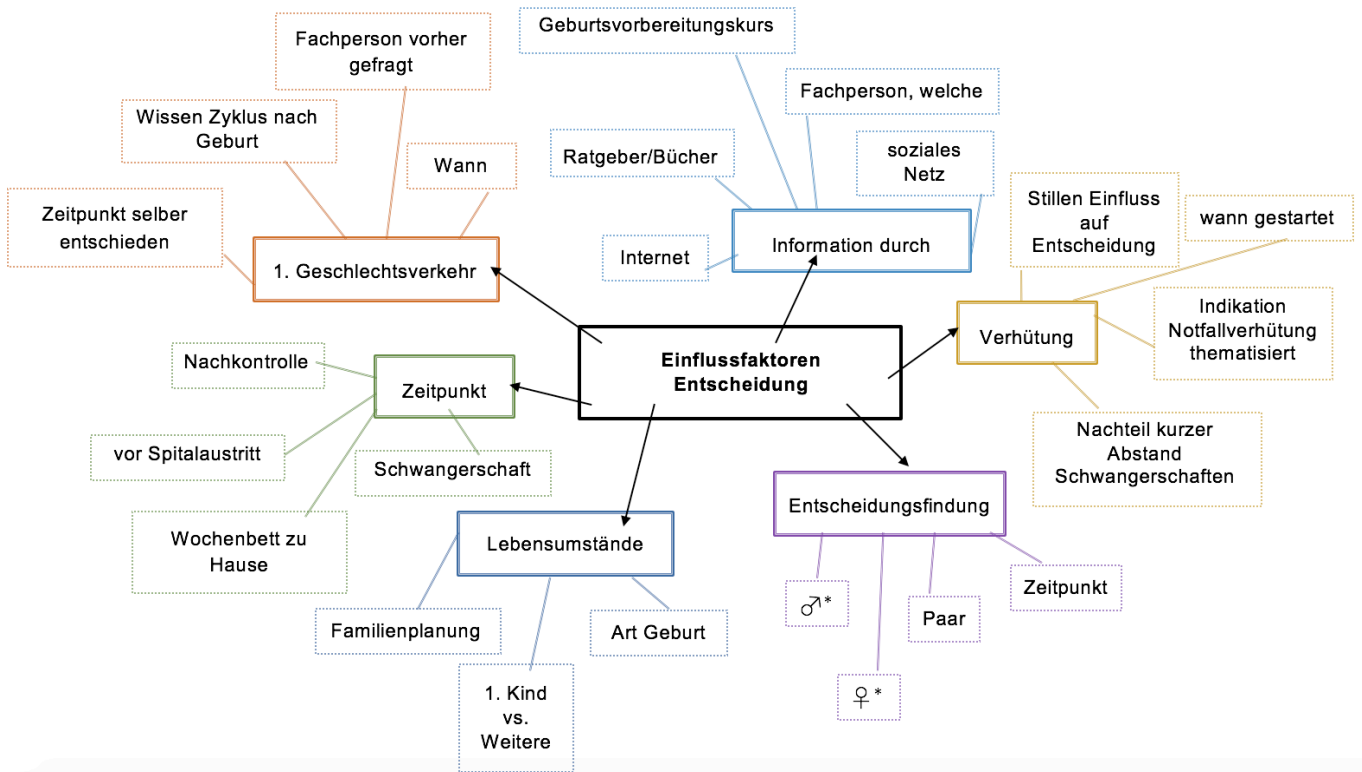 Geburtsvorbereitungskurs
Fachperson vorher
gefragt
Fachperson, welche
Wissen Zyklus nach
Geburt
Wann
Ratgeber/Bücher
soziales
Netz
Zeitpunkt selber
entschieden
Stillen Einfluss
auf
Entscheidung
wann gestartet
1. Geschlechtsverkehr
Internet
Information durch
Indikation
Notfallverhütung
thematisiert
Verhütung
Nachkontrolle
Zeitpunkt
Einflussfaktoren
Entscheidung
vor Spitalaustritt
Schwangerschaft
Nachteil kurzer
Abstand
Schwangerschaften
Entscheidungsfindung
Wochenbett zu
Hause
Lebensumstände
Familienplanung
Art Geburt
♂*
Paar
Zeitpunkt
1. Kind
vs.
Weitere
♀*